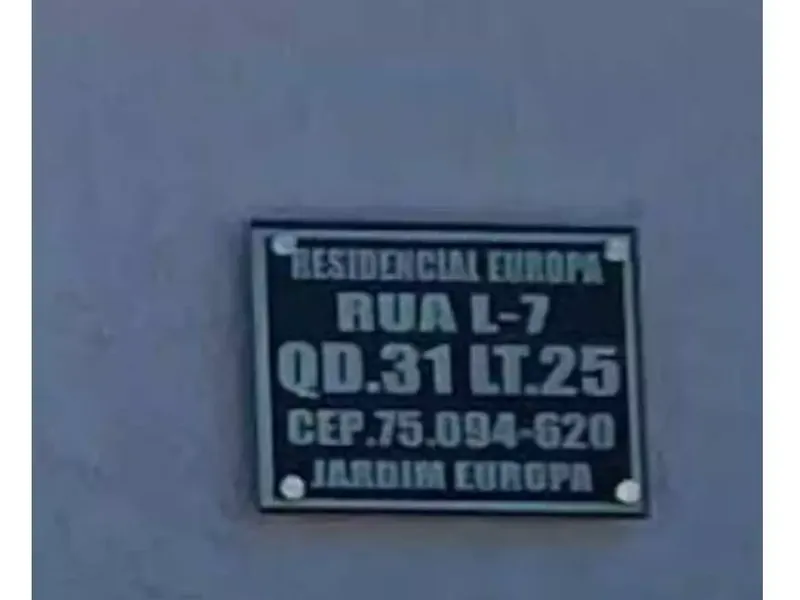 RESIDENCIAL EUROPA
RUA L-7
QD.31 LT.25
CEP.75.094-620
JARDIM EUROPA